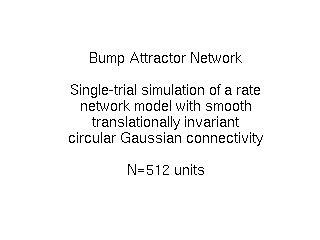 Bump Attractor Network
Single-trial simulation of a rate
network model with smooth
translationally invariant
circular Gaussian connectivity
N=512 units